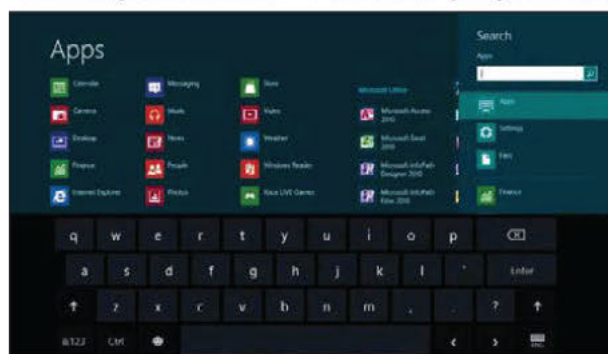 Apps
Search
Apps
Calendar
Messaging
Store
Microsoft Office
Camera
Music
Video
Microsoft Access
2010
Apps
Desktop
News
Weather
Microsoft Excel
2010
Settings
Finance
People
Windows Reader
Microsoft InfoPath
Designer 2010
Files
Internet Explorer
Photos
Xbox LIVE Games
Microsoft InfoPath
Filler 2010
Finance
q w e r t y u i o p
a s d f g h j k l ' Enter
z x c v b n m , . ?
&123 Ctrl < >